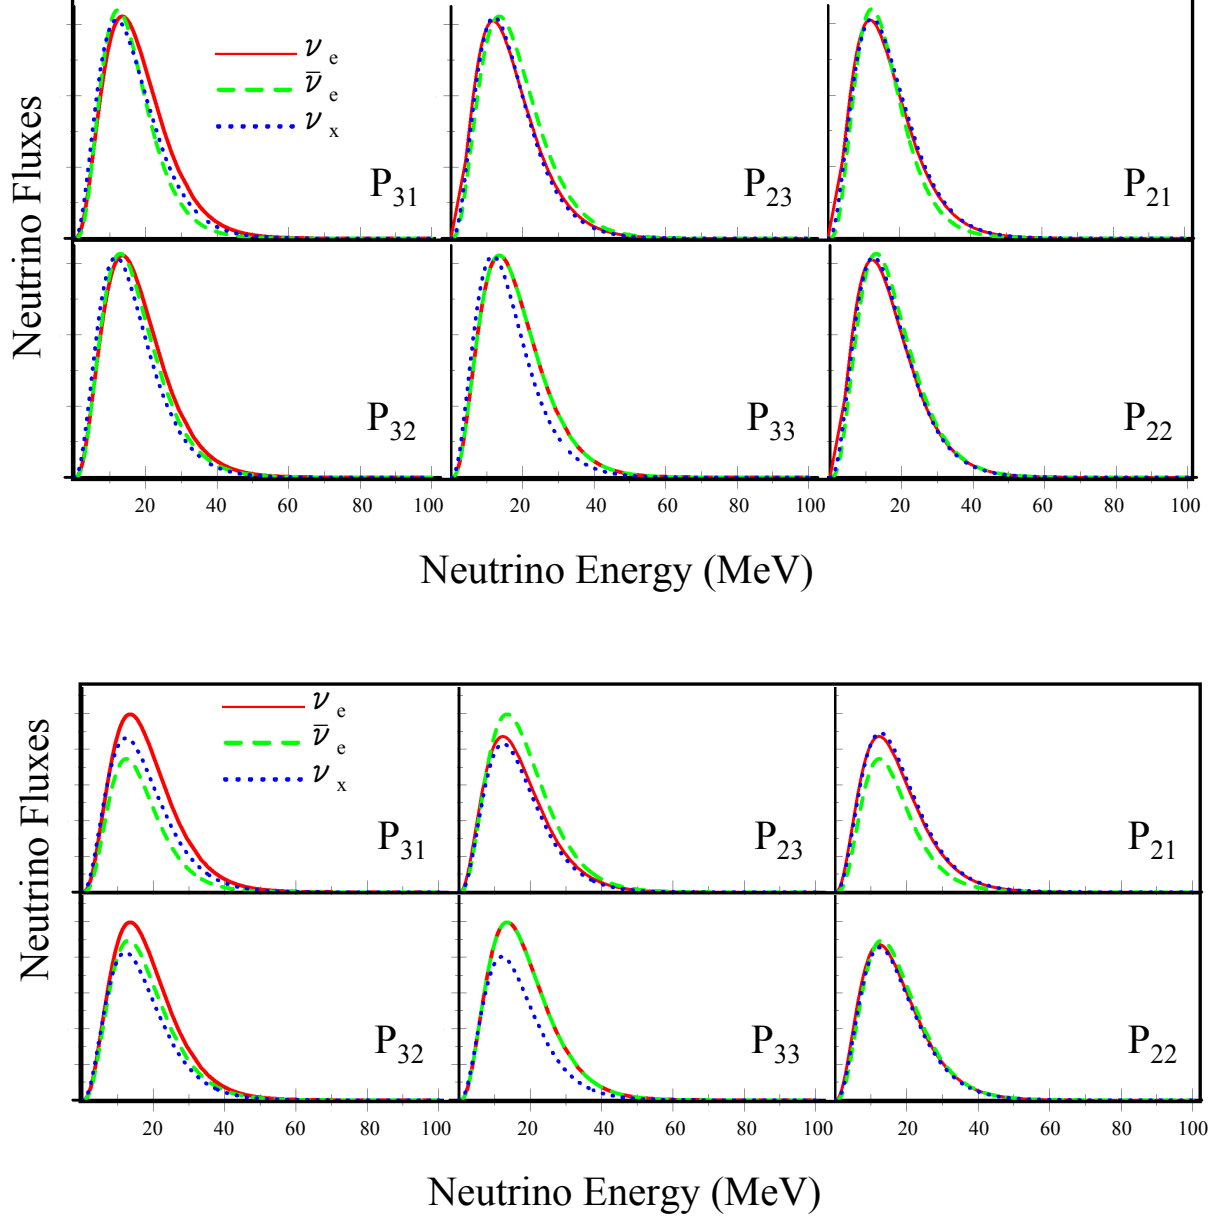 Neutrino Fluxes
ν e
ν̄ e
ν x
P31
P23
P21
P32
P33
P22
20 40 60 80 100 20 40 60 80 100 20 40 60 80 100
Neutrino Energy (MeV)
Neutrino Fluxes
ν e
ν̄ e
ν x
P31
P23
P21
P32
P33
P22
20 40 60 80 100 20 40 60 80 100 20 40 60 80 100
Neutrino Energy (MeV)